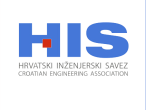 HIS
HRVATSKI INŽENJERSKI SAVEZ
CROATIAN ENGINEERING ASSOCIATION